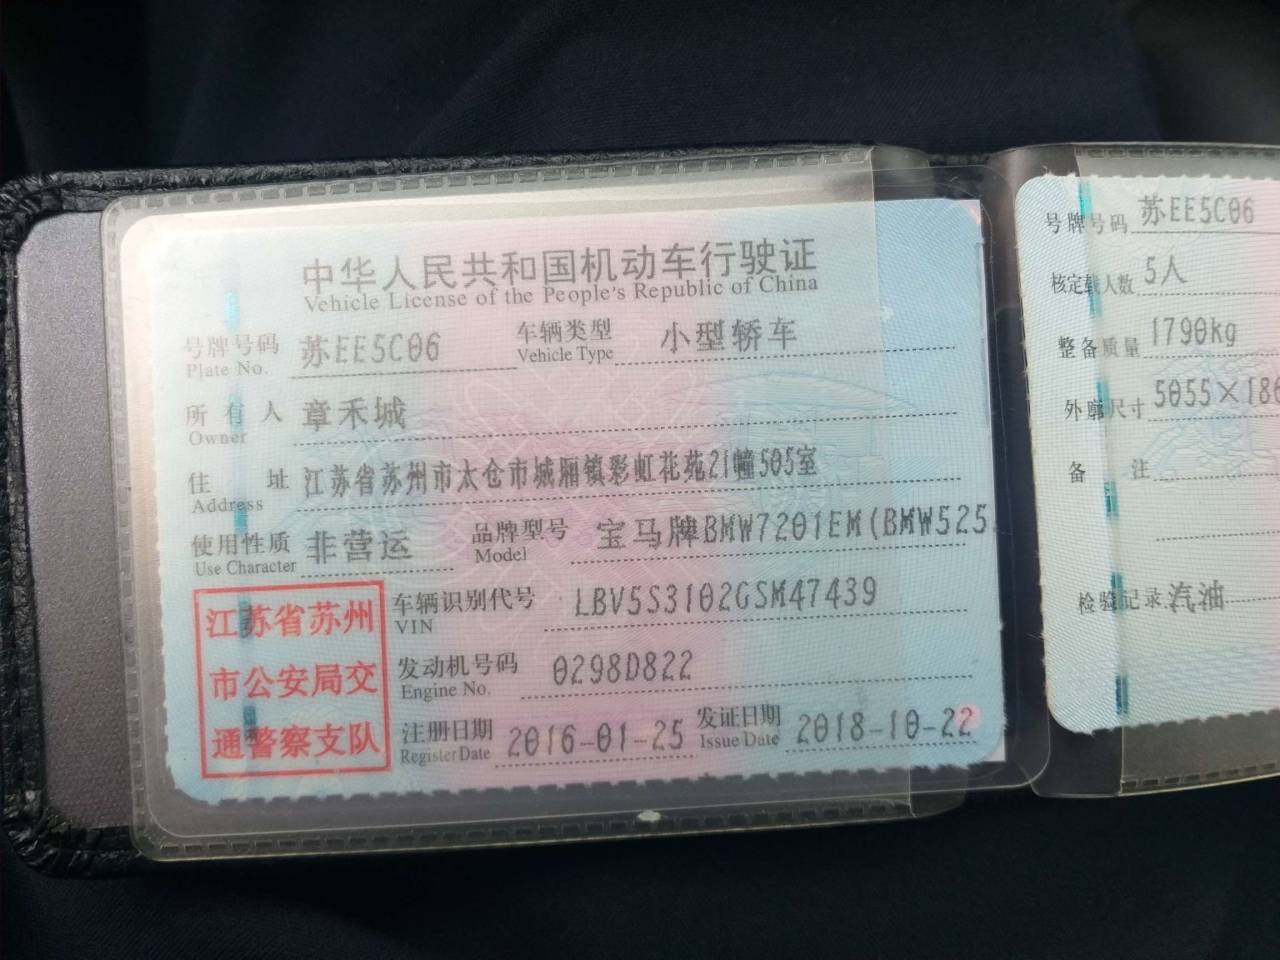 中华人民共和国机动车行驶证
Vehicle License of the People's Republic of China
号牌号码 苏EE5C06 车辆类型 小型轿车
Plate No. Vehicle Type
所有人 章禾城
Owner
住址 江苏省苏州市太仓市城厢镇彩虹花苑21幢505室
Address
使用性质 非营运 品牌型号 宝马牌BMW7201EM(BMW525
Use Character Model
江苏省苏州
市公安局交
通警察支队
车辆识别代号 LBV5S3102GSM47439
VIN
发动机号码 0298D822
Engine No.
注册日期 2016-01-25 发证日期 2018-10-22
Register Date Issue Date
号牌号码 苏EE5C06
核定载人数 5人
整备质量 1790kg
外廓尺寸 5055×186
备注
检验记录 汽油